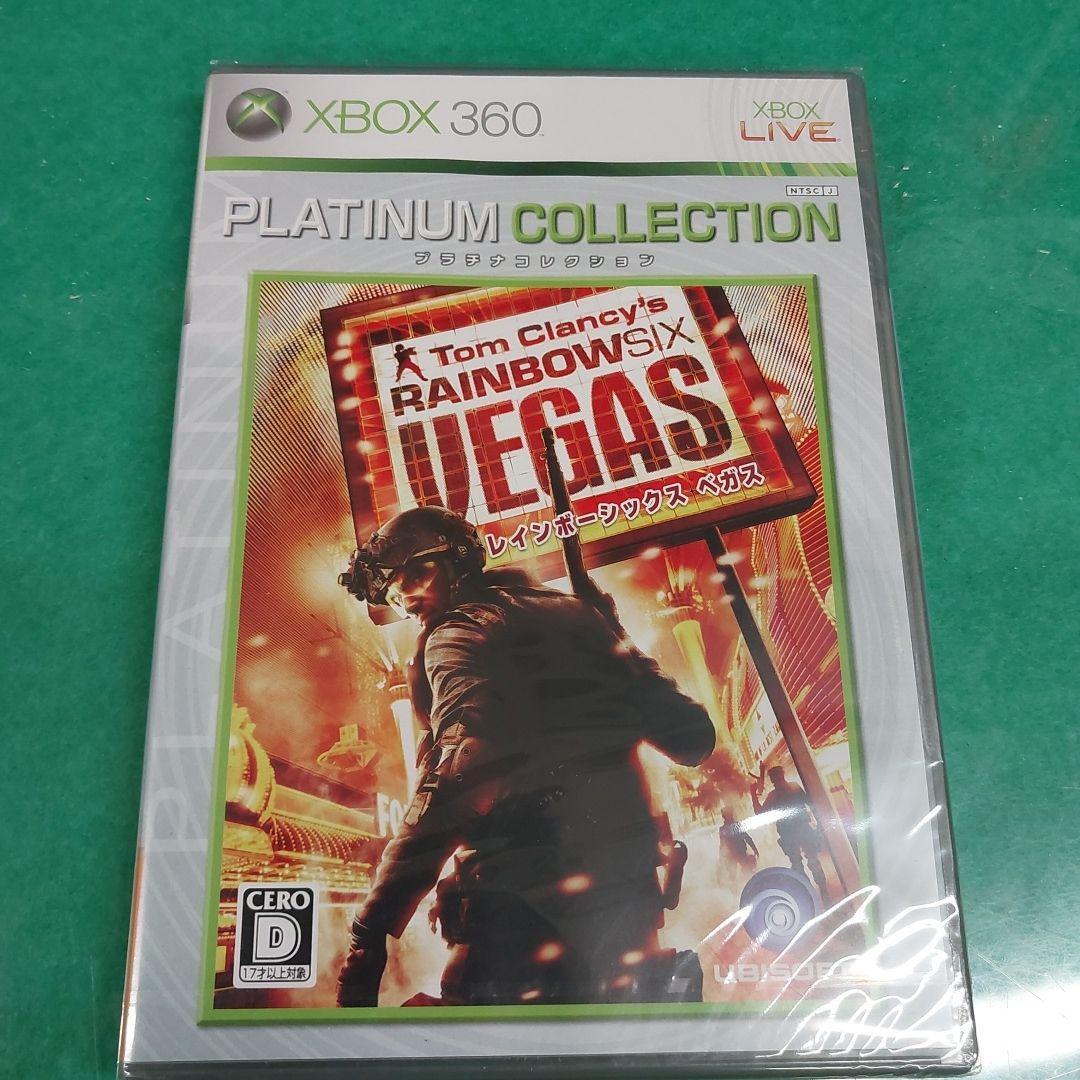 XBOX 360
XBOX
LIVE
NTSC J
PLATINUM COLLECTION
プラチナコレクション
PLATINUM
Tom Clancy's
RAINBOWSIX
VEGAS
レインボーシックス ベガス
CERO
D
17才以上対象